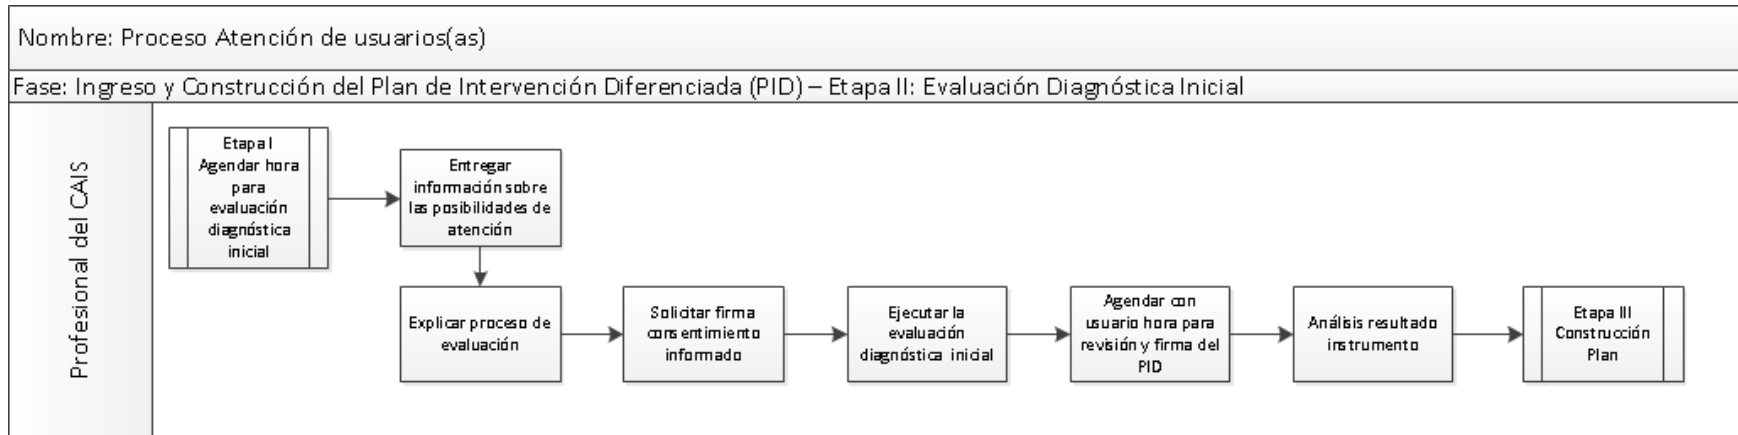 Nombre: Proceso Atención de usuarios(as)
Fase: Ingreso y Construcción del Plan de Intervención Diferenciada (PID) – Etapa II: Evaluación Diagnóstica Inicial
Profesional del CAIS
Etapa I
Agendar hora
para
evaluación
diagnóstica
inicial
Entregar
información sobre
las posibilidades de
atención
Explicar proceso de
evaluación
Solicitar firma
consentimiento
informado
Ejecutar la
evaluación
diagnóstica inicial
Agendar con
usuario hora para
revisión y firma del
PID
Análisis resultado
instrumento
Etapa III
Construcción
Plan